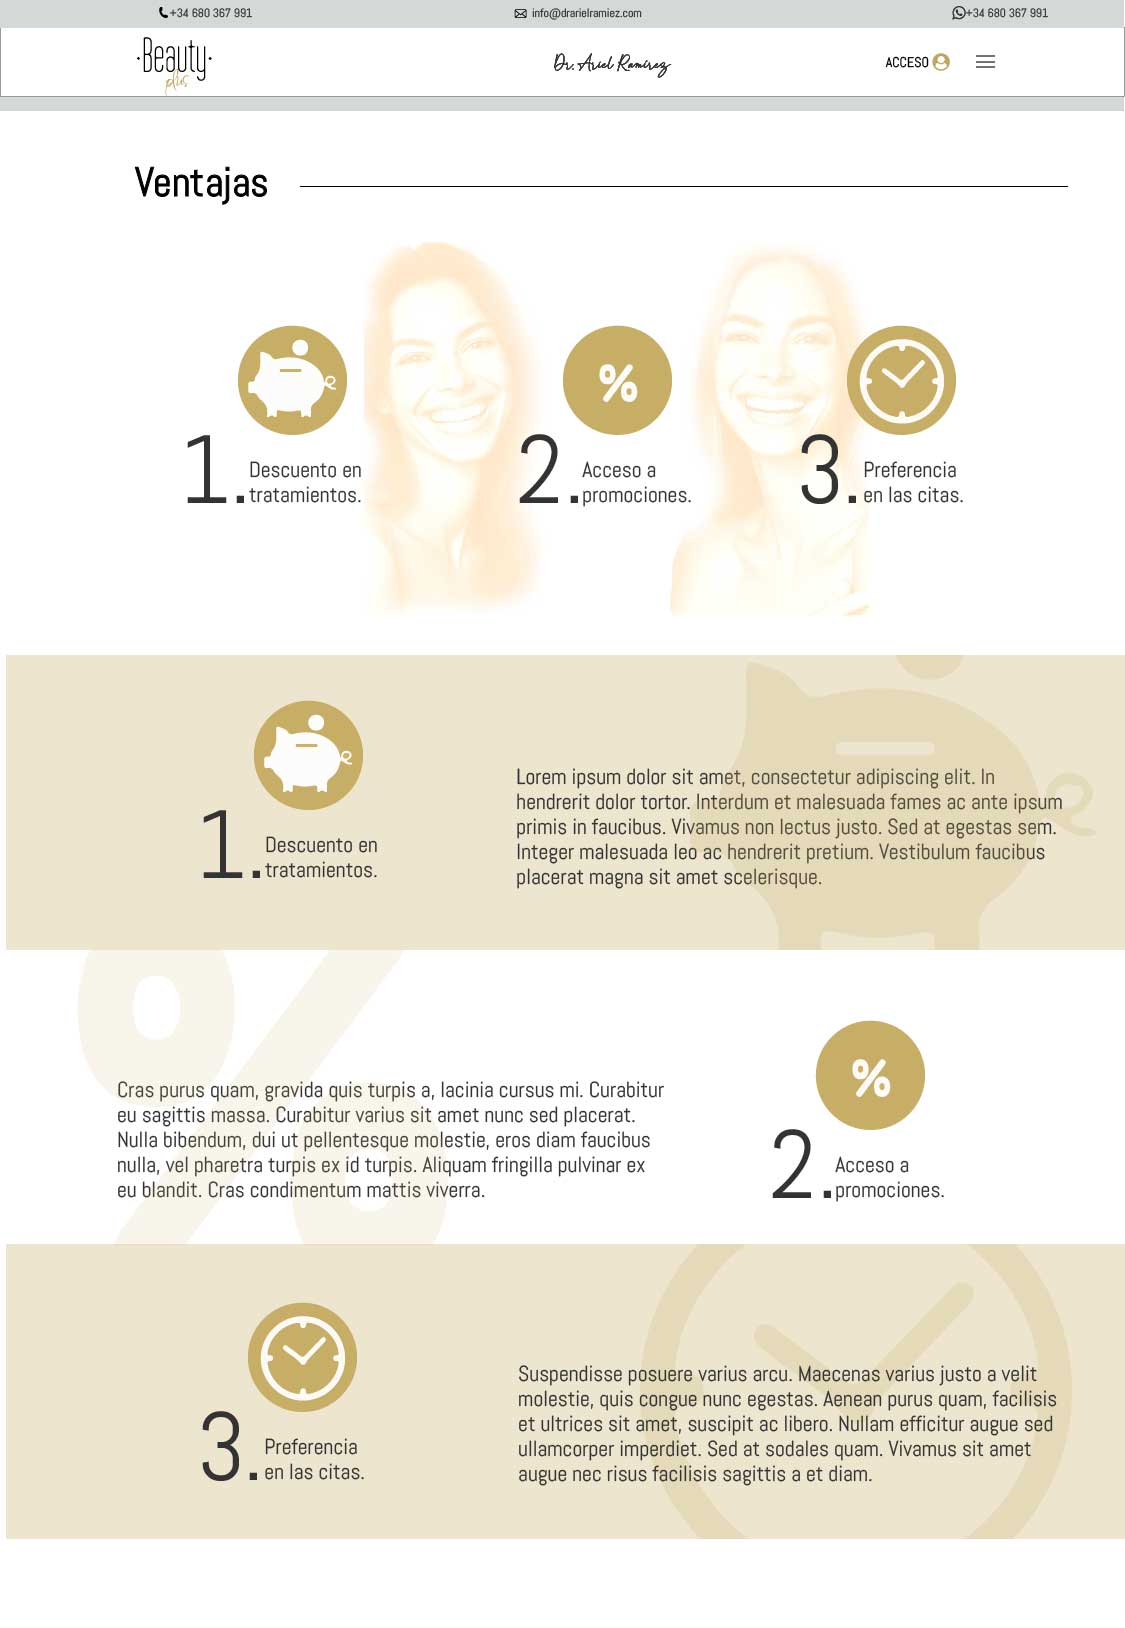 +34 680 367 991
info@drarielramiez.com
+34 680 367 991
·Beauty·
plus
Dr. Ariel Ramirez
ACCESO
Ventajas
%
1.
Descuento en
tratamientos.
2.
Acceso a
promociones.
3.
Preferencia
en las citas.
1.
Descuento en
tratamientos.
Lorem ipsum dolor sit amet, consectetur adipiscing elit. In
hendrerit dolor tortor. Interdum et malesuada fames ac ante ipsum
primis in faucibus. Vivamus non lectus justo. Sed at egestas sem.
Integer malesuada leo ac hendrerit pretium. Vestibulum faucibus
placerat magna sit amet scelerisque.
%
Cras purus quam, gravida quis turpis a, lacinia cursus mi. Curabitur
eu sagittis massa. Curabitur varius sit amet nunc sed placerat.
Nulla bibendum, dui ut pellentesque molestie, eros diam faucibus
nulla, vel pharetra turpis ex id turpis. Aliquam fringilla pulvinar ex
eu blandit. Cras condimentum mattis viverra.
%
2.
Acceso a
promociones.
3.
Preferencia
en las citas.
Suspendisse posuere varius arcu. Maecenas varius justo a velit
molestie, quis congue nunc egestas. Aenean purus quam, facilisis
et ultrices sit amet, suscipit ac libero. Nullam efficitur augue sed
ullamcorper imperdiet. Sed at sodales quam. Vivamus sit amet
augue nec risus facilisis sagittis a et diam.